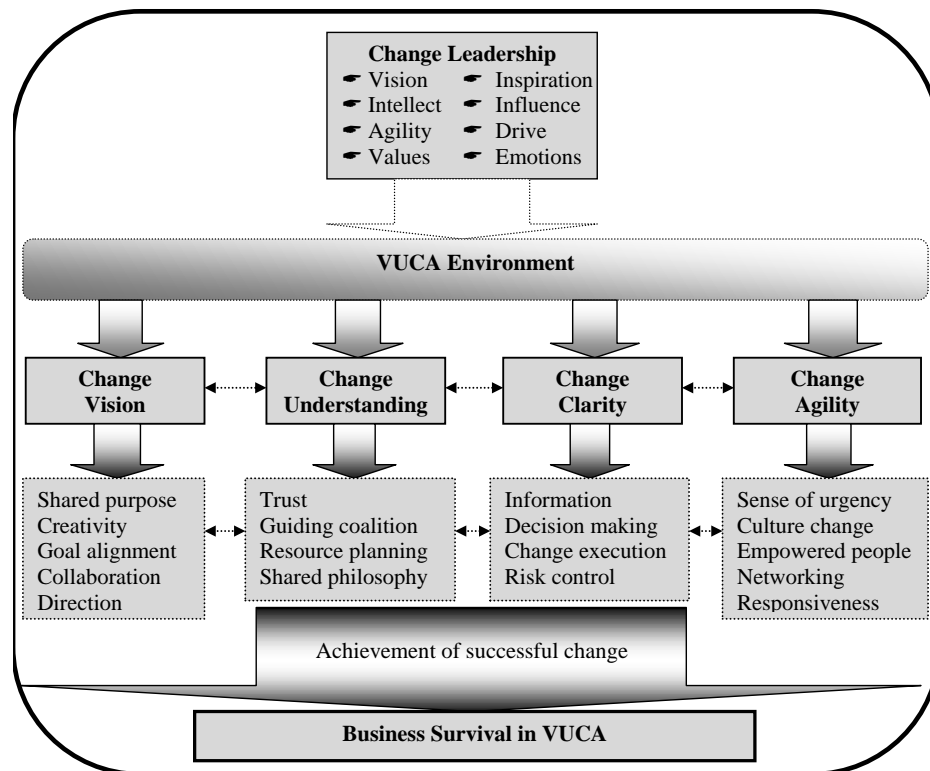 Change Leadership
☛ Vision ☛ Inspiration
☛ Intellect ☛ Influence
☛ Agility ☛ Drive
☛ Values ☛ Emotions
VUCA Environment
Change
Vision
Change
Understanding
Change
Clarity
Change
Agility
Shared purpose
Creativity
Goal alignment
Collaboration
Direction
Trust
Guiding coalition
Resource planning
Shared philosophy
Information
Decision making
Change execution
Risk control
Sense of urgency
Culture change
Empowered people
Networking
Responsiveness
Achievement of successful change
Business Survival in VUCA